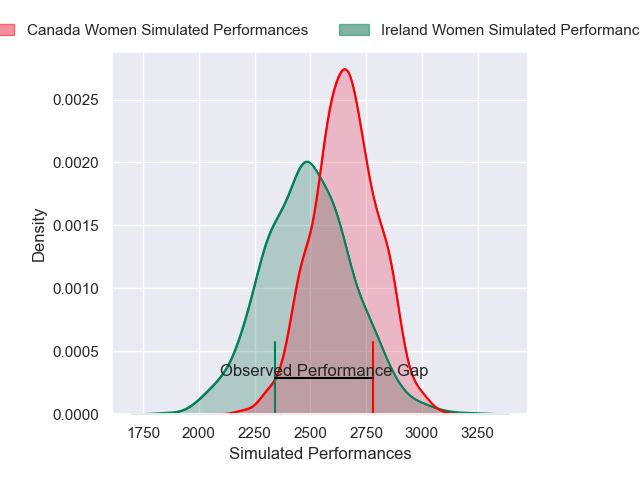 Canada Women Simulated Performances
Ireland Women Simulated Performanc
0.0025
0.0020
0.0015
0.0010
0.0005
0.0000
Density
Observed Performance Gap
1750 2000 2250 2500 2750 3000 3250
Simulated Performances